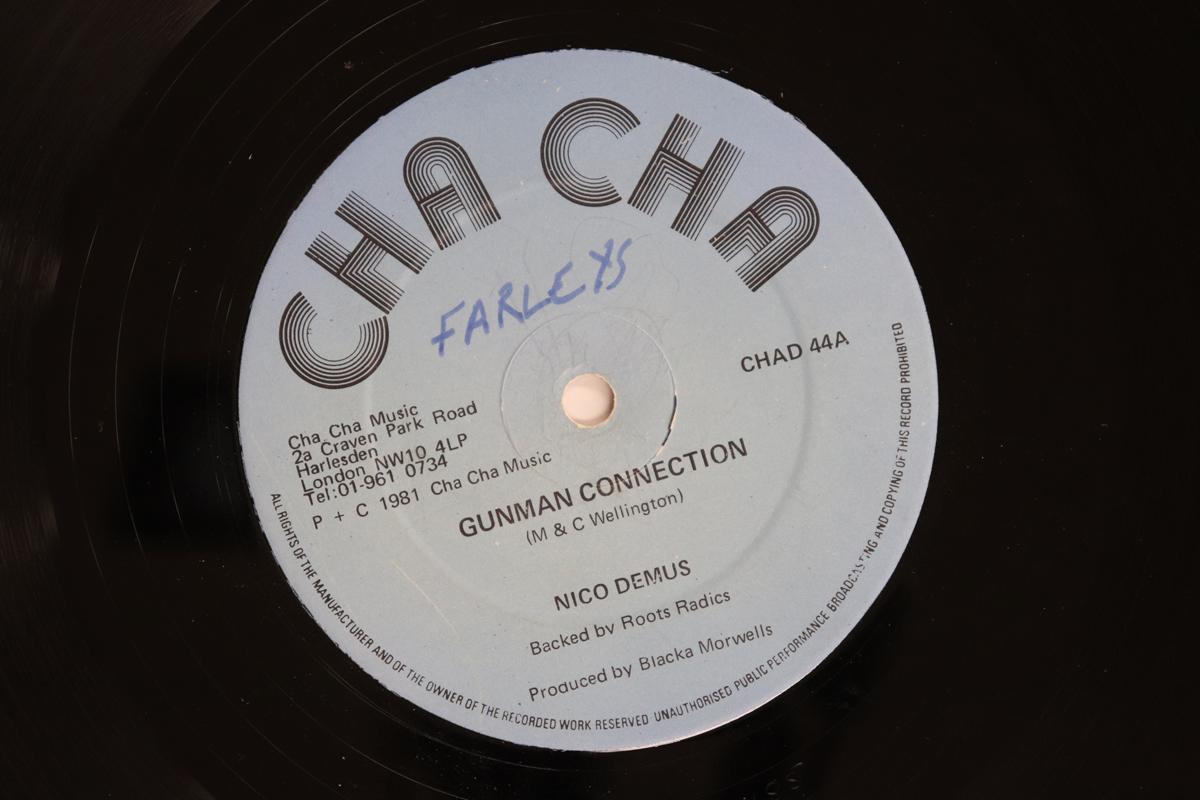 CHA CHA
FARLEYS
CHAD 44A
Cha Cha Music
2a Craven Park Road
Harlesden
London NW10 4LP
Tel:01-961 0734
P + C 1981 Cha Cha Music
GUNMAN CONNECTION
(M & C Wellington)
NICO DEMUS
Backed by Roots Radics
Produced by Blacka Morwells
ALL RIGHTS OF THE MANUFACTURER AND OF THE OWNER OF THE RECORDED WORK RESERVED UNAUTHORISED PUBLIC PERFORMANCE BROADCASTING AND COPYING OF THIS RECORD PROHIBITED